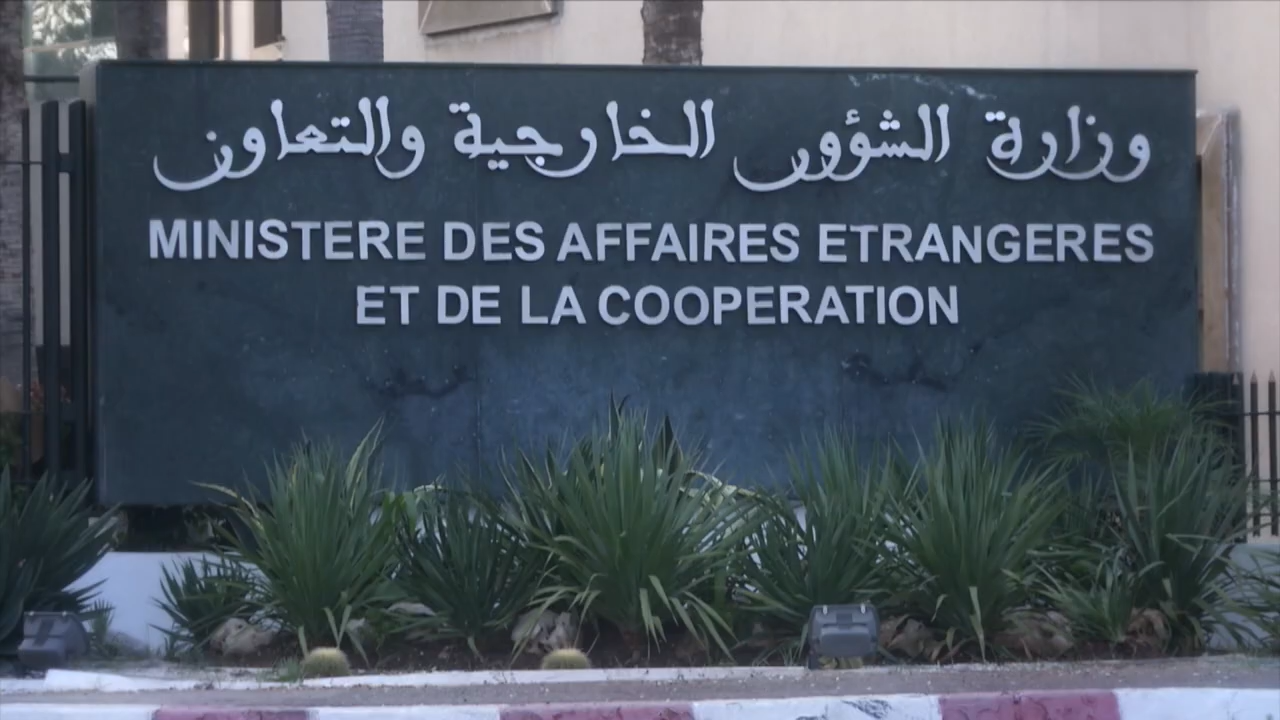 وزارة الشؤون الخارجية والتعاون
MINISTERE DES AFFAIRES ETRANGERES
ET DE LA COOPERATION